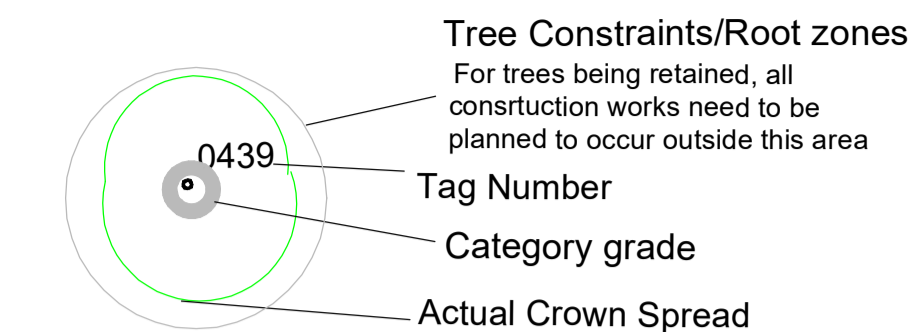 Tree Constraints/Root zones
For trees being retained, all
consrtuction works need to be
planned to occur outside this area
0439
Tag Number
Category grade
Actual Crown Spread